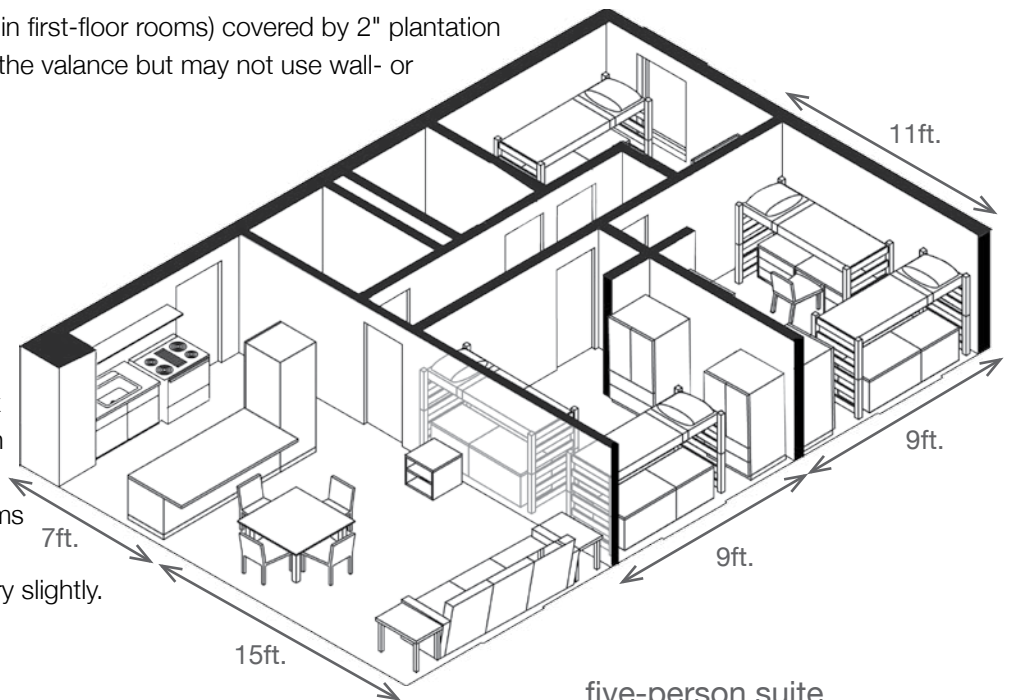 in first-floor rooms) covered by 2" plantation
the valance but may not use wall- or
11ft.
9ft.
9ft.
7ft.
ms
ry slightly.
15ft.
five-person suite